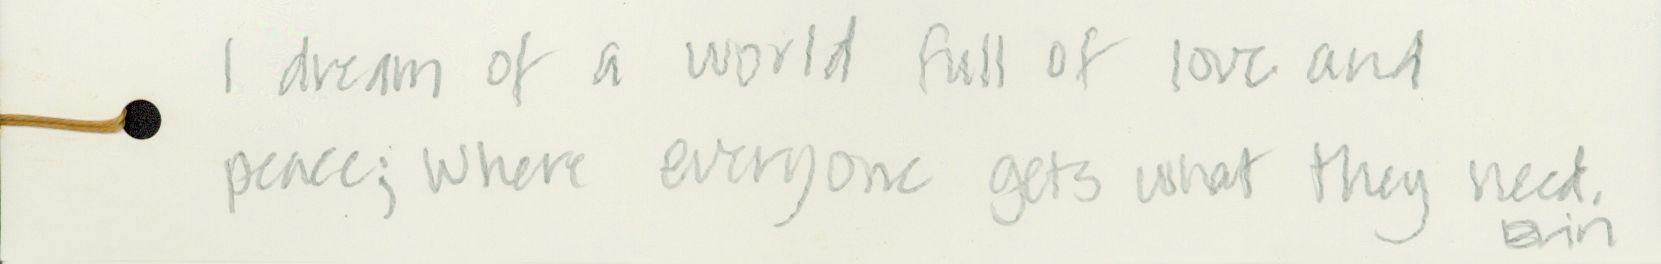 I dream of a world full of love and
peace; where everyone gets what they need.
Erin